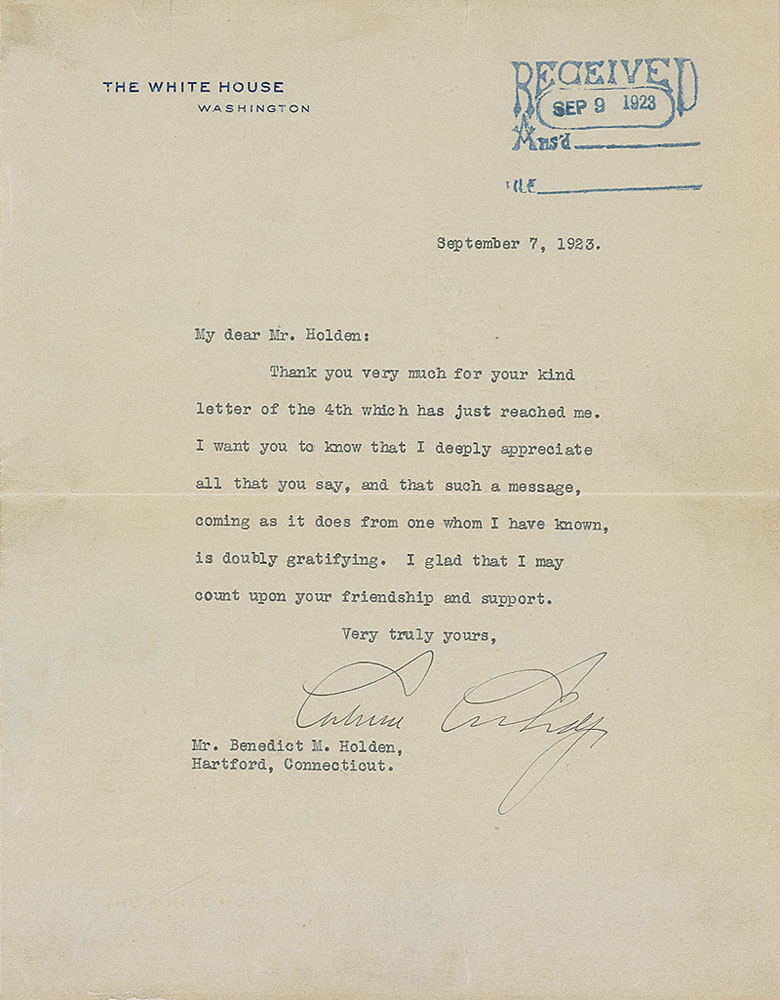 THE WHITE HOUSE
WASHINGTON
RECEIVED
SEP 9 1923
Ans'd
September 7, 1923.
My dear Mr. Holden:
Thank you very much for your kind
letter of the 4th which has just reached me.
I want you to know that I deeply appreciate
all that you say, and that such a message,
coming as it does from one whom I have known,
is doubly gratifying. I glad that I may
count upon your friendship and support.
Very truly yours,
Calvin Coolidge
Mr. Benedict M. Holden,
Hartford, Connecticut.